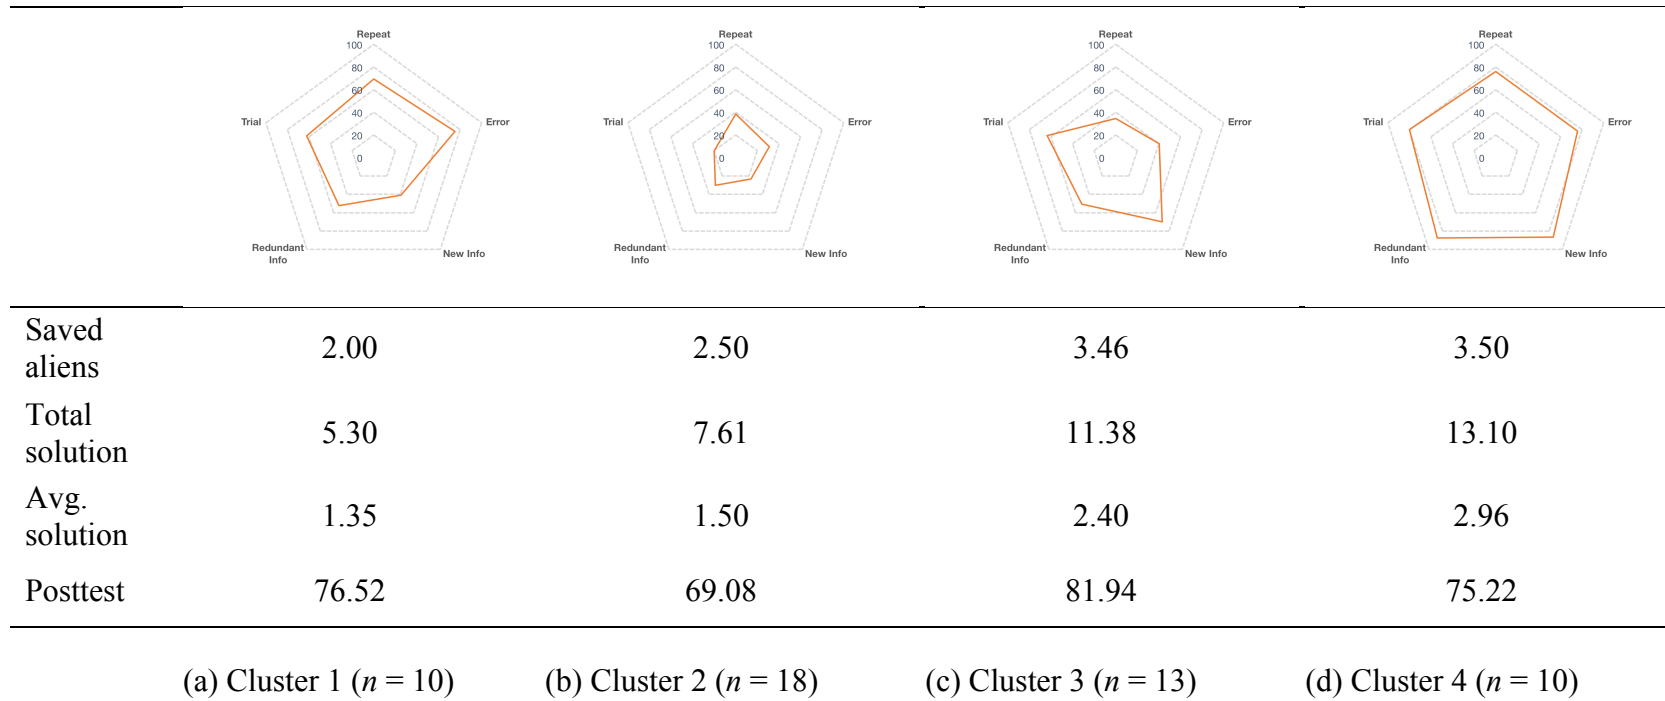 Repeat
100
80
60
40
20
0
Trial
Error
Redundant
Info
New Info
Repeat
100
80
60
40
20
0
Trial
Error
Redundant
Info
New Info
Repeat
100
80
60
40
20
0
Trial
Error
Redundant
Info
New Info
Repeat
100
80
60
40
20
0
Trial
Error
Redundant
Info
New Info
Saved
aliens
2.00 2.50 3.46 3.50
Total
solution
5.30 7.61 11.38 13.10
Avg.
solution
1.35 1.50 2.40 2.96
Posttest 76.52 69.08 81.94 75.22
(a) Cluster 1 (n = 10) (b) Cluster 2 (n = 18) (c) Cluster 3 (n = 13) (d) Cluster 4 (n = 10)